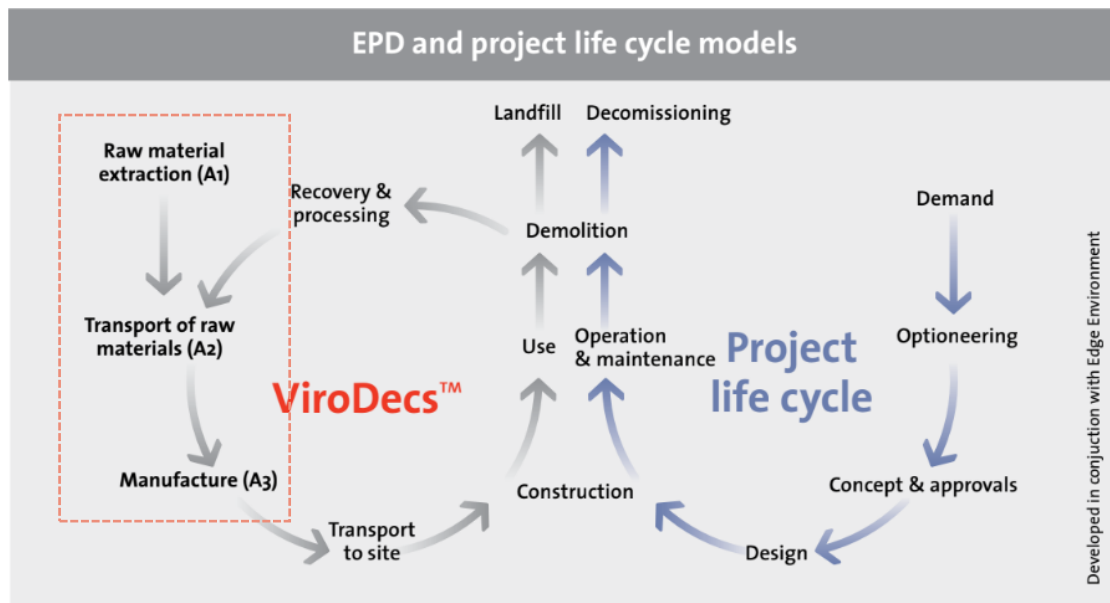 EPD and project life cycle models
Landfill
Decomissioning
Raw material
extraction (A1)
Recovery &
processing
Demolition
Demand
Transport of raw
materials (A2)
Use
Operation
& maintenance
Project
life cycle
Optioneering
ViroDecs™
Manufacture (A3)
Construction
Concept & approvals
Transport
to site
Design
Developed in conjuction with Edge Environment